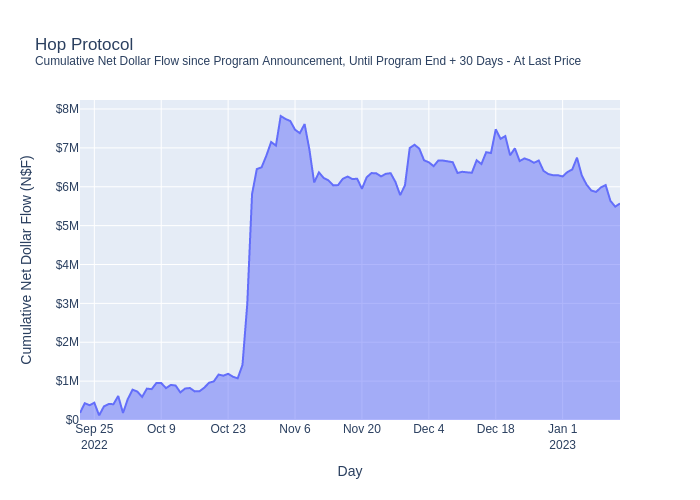 Hop Protocol
Cumulative Net Dollar Flow since Program Announcement, Until Program End + 30 Days - At Last Price
Cumulative Net Dollar Flow (N$F)
$8M
$7M
$6M
$5M
$4M
$3M
$2M
$1M
$0
Sep 25 Oct 9 Oct 23 Nov 6 Nov 20 Dec 4 Dec 18 Jan 1
2022 2023
Day